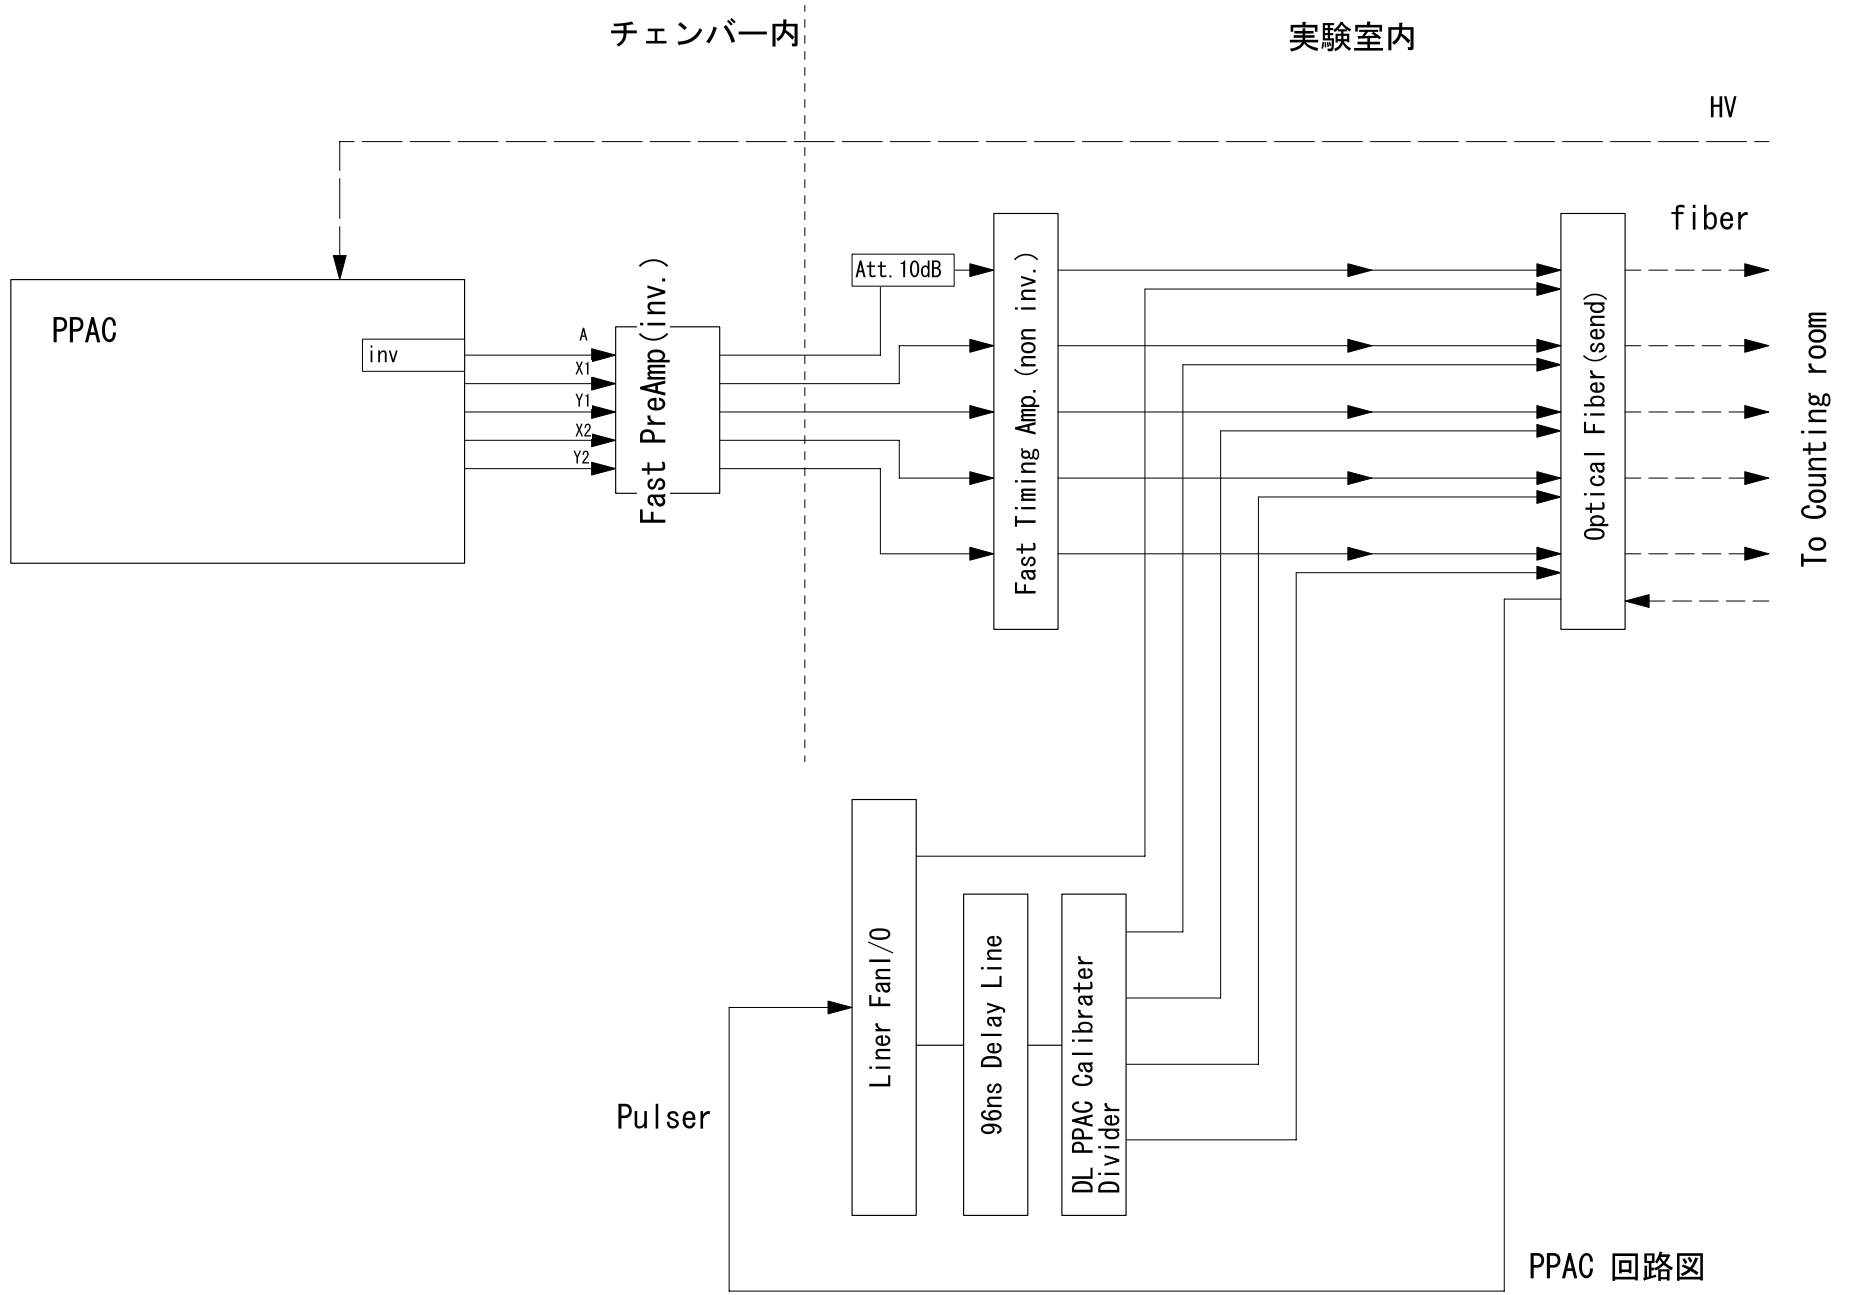 チェンバー内
実験室内
HV
fiber
PPAC
inv
A
X1
Y1
X2
Y2
Fast PreAmp(inv.)
Att.10dB
Fast Timing Amp.(non inv.)
Optical Fiber(send)
To Counting room
Pulser
Liner FanI/O
96ns Delay Line
DL PPAC Calibrater
Divider
PPAC 回路図